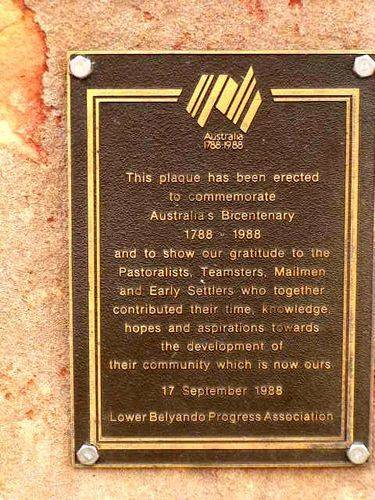 Australia
1788-1988
This plaque has been erected
to commemorate
Australia's Bicentenary
1788 - 1988
and to show our gratitude to the
Pastoralists, Teamsters, Mailmen
and Early Settlers who together
contributed their time, knowledge,
hopes and aspirations towards
the development of
their community which is now ours
17 September 1988
Lower Belyando Progress Association